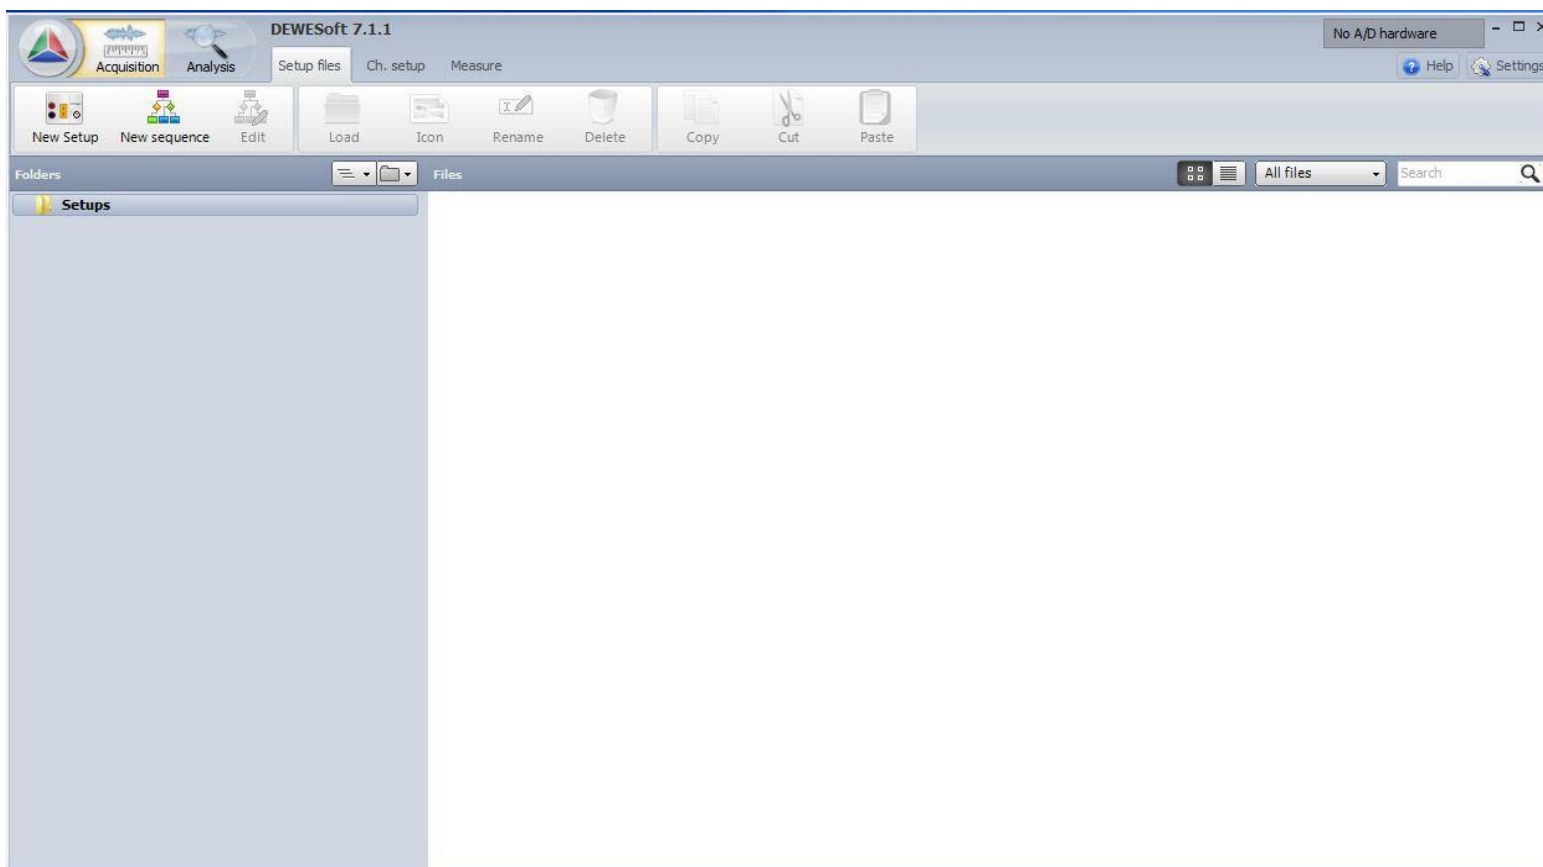 DEWESoft 7.1.1
No A/D hardware
Acquisition Analysis Setup files Ch. setup Measure
Help Settings
New Setup New sequence Edit Load Icon Rename Delete Copy Cut Paste
Folders Files All files Search
Setups